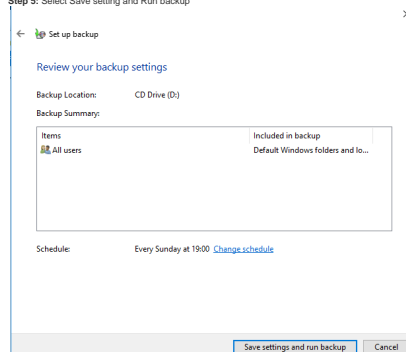 Step 5: Select Save setting and Run backup
Set up backup
Review your backup settings
Backup Location: CD Drive (D:)
Backup Summary:
Items Included in backup
All users Default Windows folders and lo...
Schedule: Every Sunday at 19:00 Change schedule
Save settings and run backup Cancel